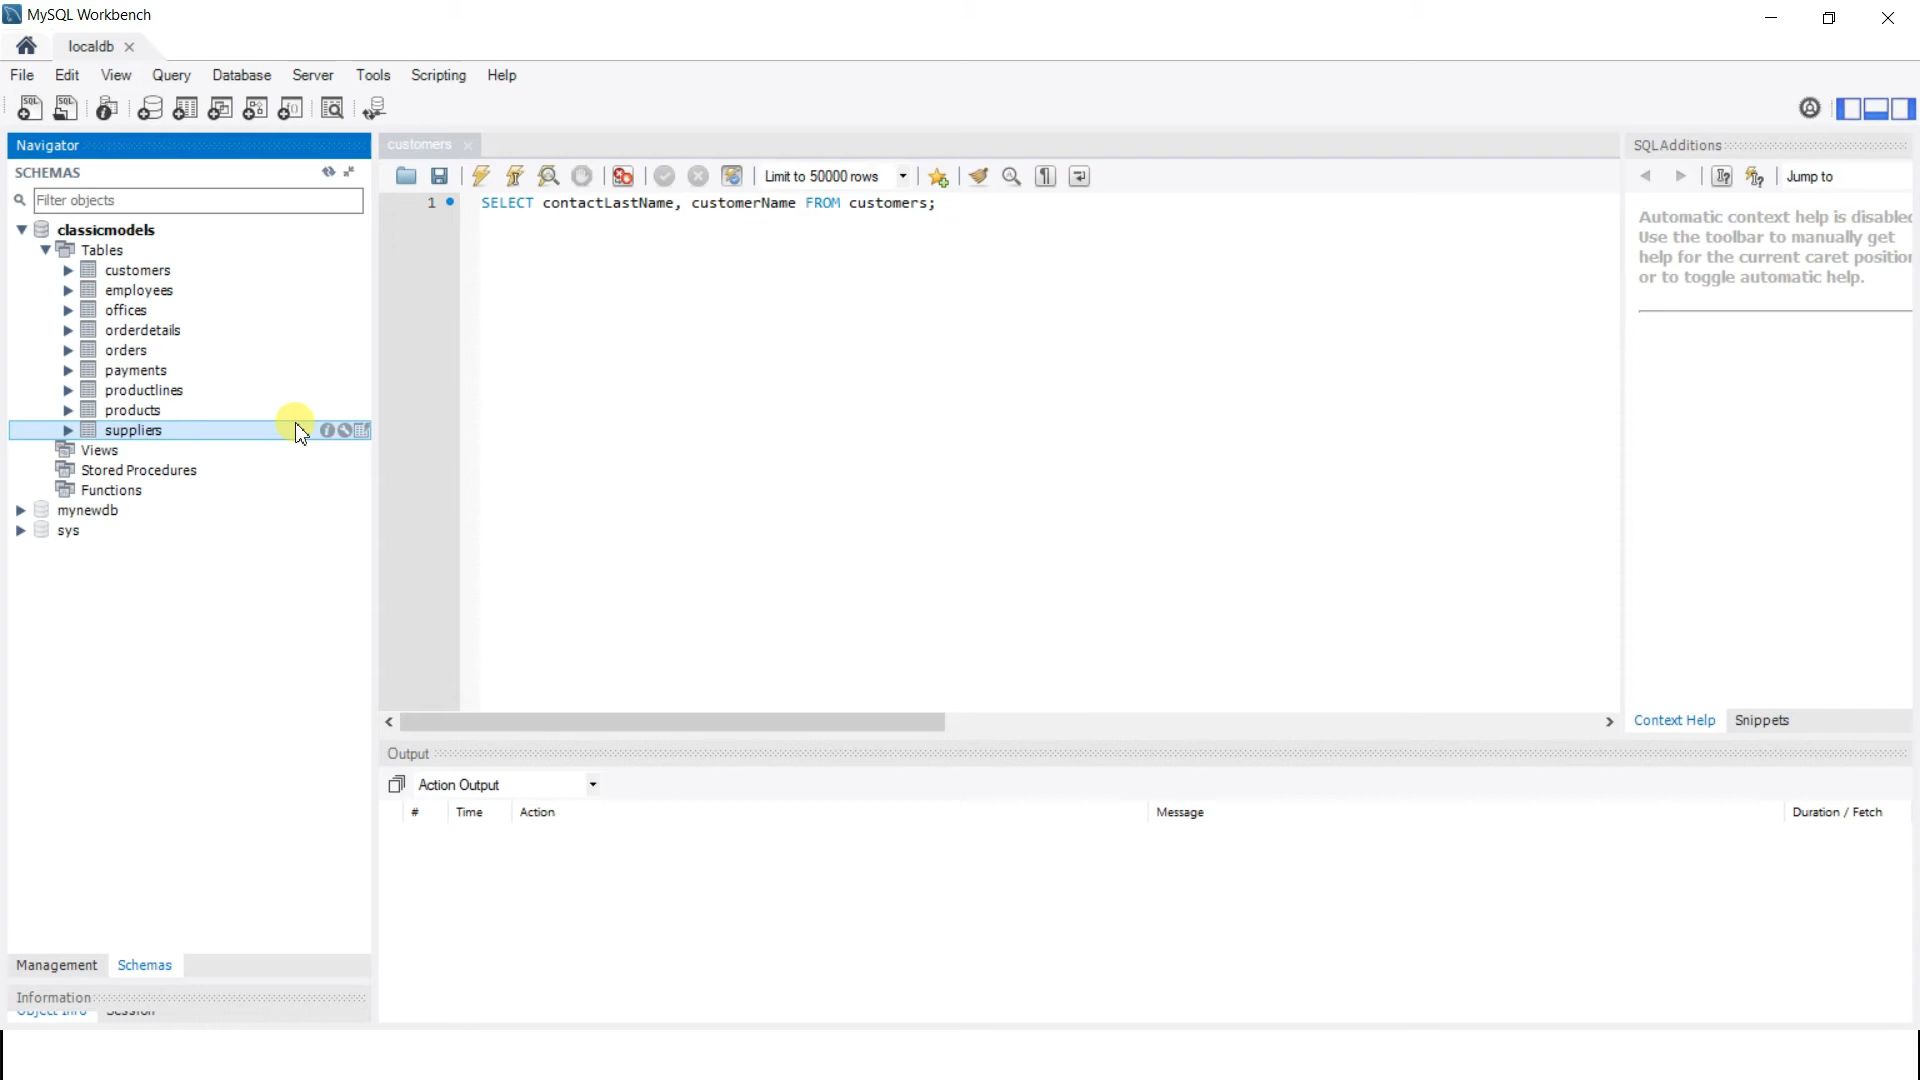 MySQL Workbench
localdb
File Edit View Query Database Server Tools Scripting Help
Navigator
SCHEMAS
Filter objects
classicmodels
Tables
customers
employees
offices
orderdetails
orders
payments
productlines
products
suppliers
Views
Stored Procedures
Functions
mynewdb
sys
Management Schemas
Information
Object Info Session
customers
Limit to 50000 rows
1 SELECT contactLastName, customerName FROM customers;
SQLAdditions
Jump to
Automatic context help is disabled
Use the toolbar to manually get
help for the current caret position
or to toggle automatic help.
Context Help Snippets
Output
Action Output
# Time Action Message Duration / Fetch